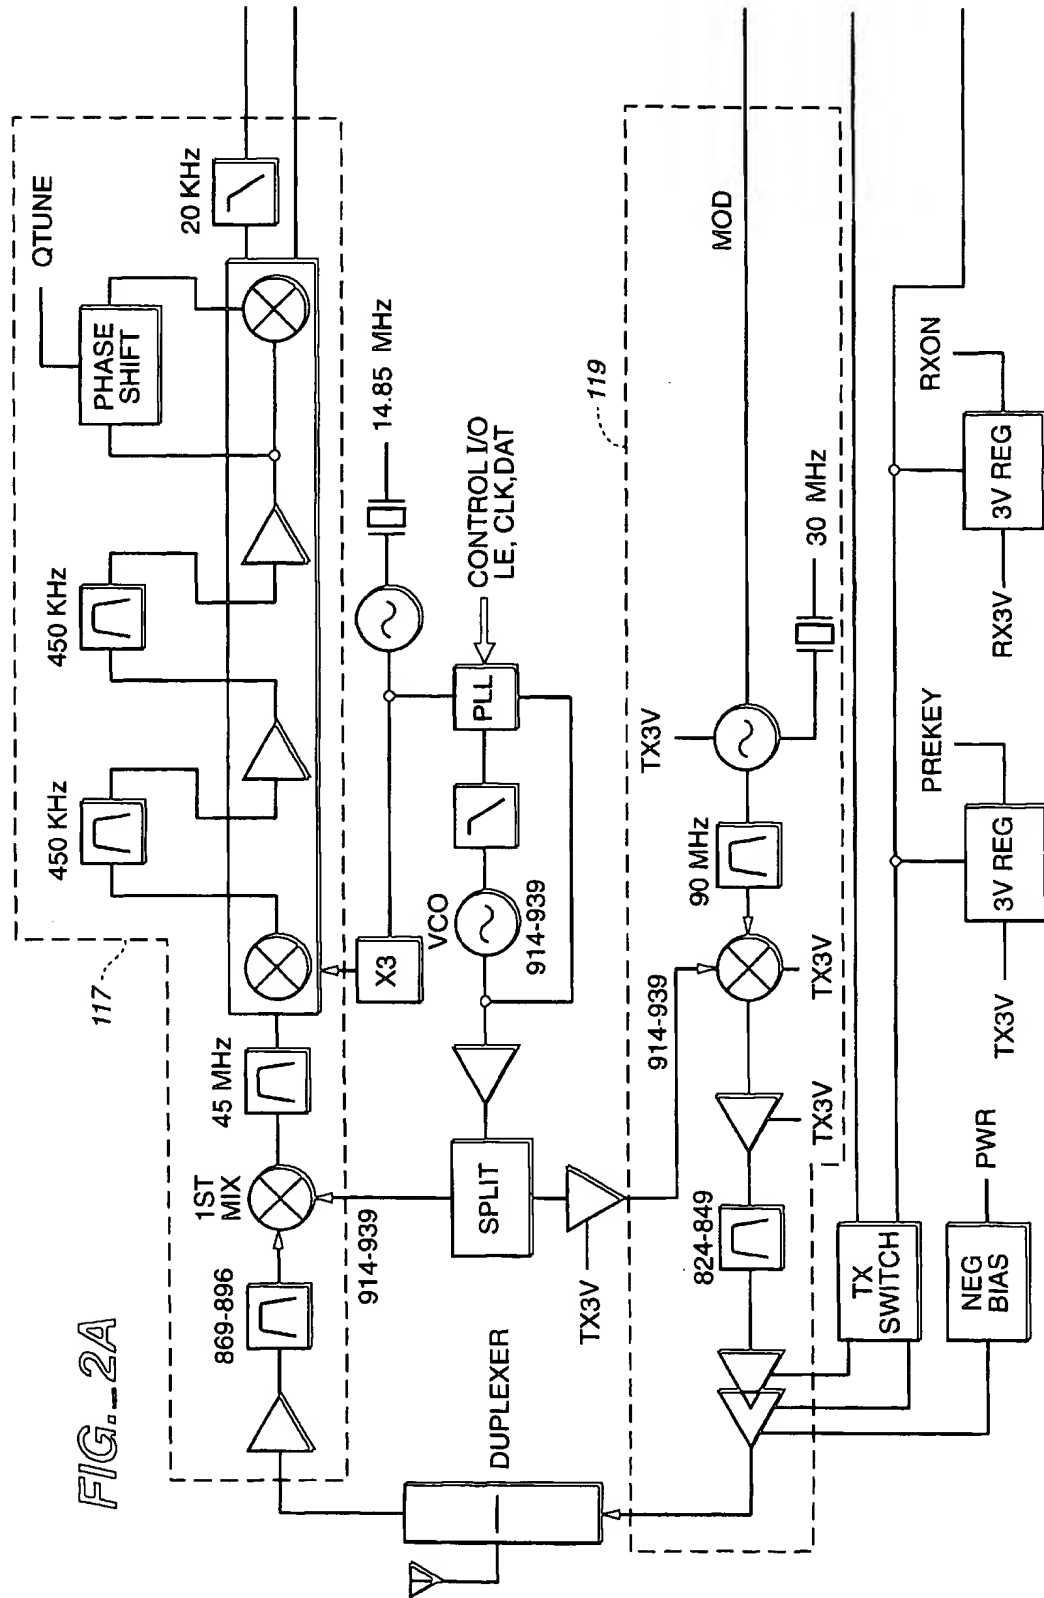 FIG._2A
117
QTUNE
PHASE
SHIFT
20 KHz
450 KHz
450 KHz
45 MHz
1ST
MIX
869-896
914-939
X3
14.85 MHz
CONTROL I/O
LE, CLK,DAT
PLL
VCO
914-939
SPLIT
TX3V
DUPLEXER
119
MOD
TX3V
30 MHz
90 MHz
914-939
TX3V
TX3V
824-849
TX
SWITCH
NEG
BIAS
PWR
PREKEY
3V REG
TX3V
RXON
3V REG
RX3V